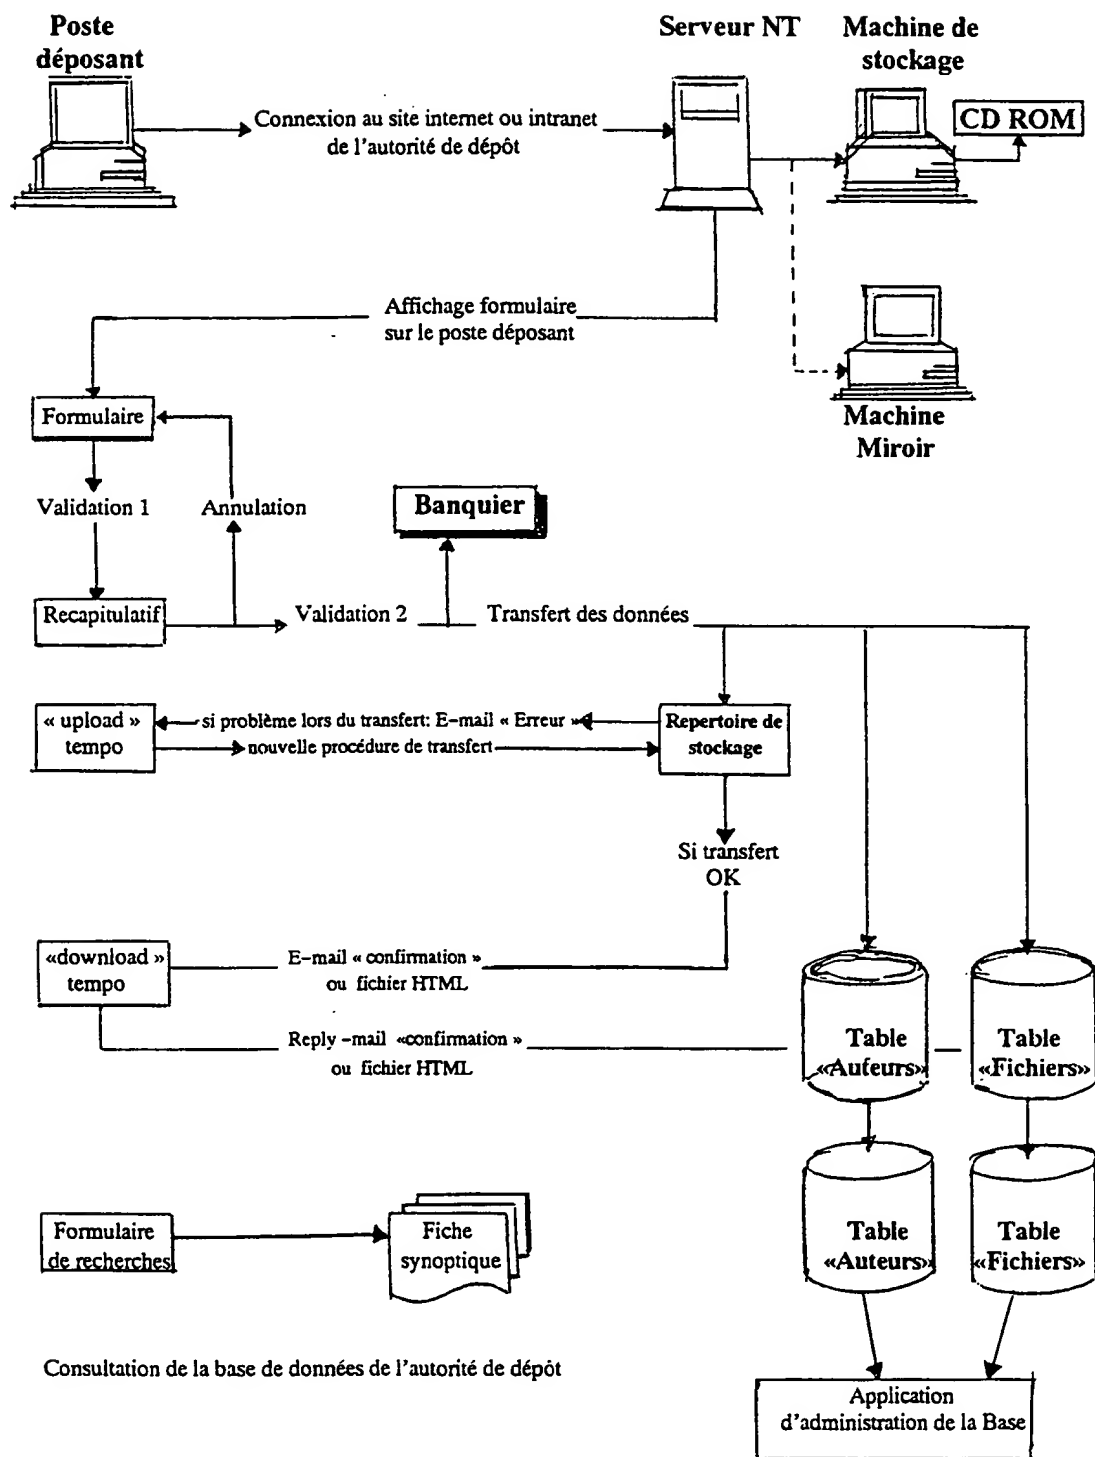 Poste
déposant
Serveur NT
Machine de
stockage
CD ROM
Connexion au site internet ou intranet
de l'autorité de dépôt
Affichage formulaire
sur le poste déposant
Machine
Miroir
Formulaire
Validation 1
Annulation
Banquier
Recapitulatif
Validation 2
Transfert des données
« upload »
tempo
si problème lors du transfert: E-mail « Erreur »
nouvelle procédure de transfert
Repertoire de
stockage
Si transfert
OK
«download »
tempo
E-mail « confirmation »
ou fichier HTML
Reply -mail «confirmation »
ou fichier HTML
Table
«Auteurs»
Table
«Fichiers»
Table
«Auteurs»
Table
«Fichiers»
Formulaire
de recherches
Fiche
synoptique
Consultation de la base de données de l'autorité de dépôt
Application
d'administration de la Base